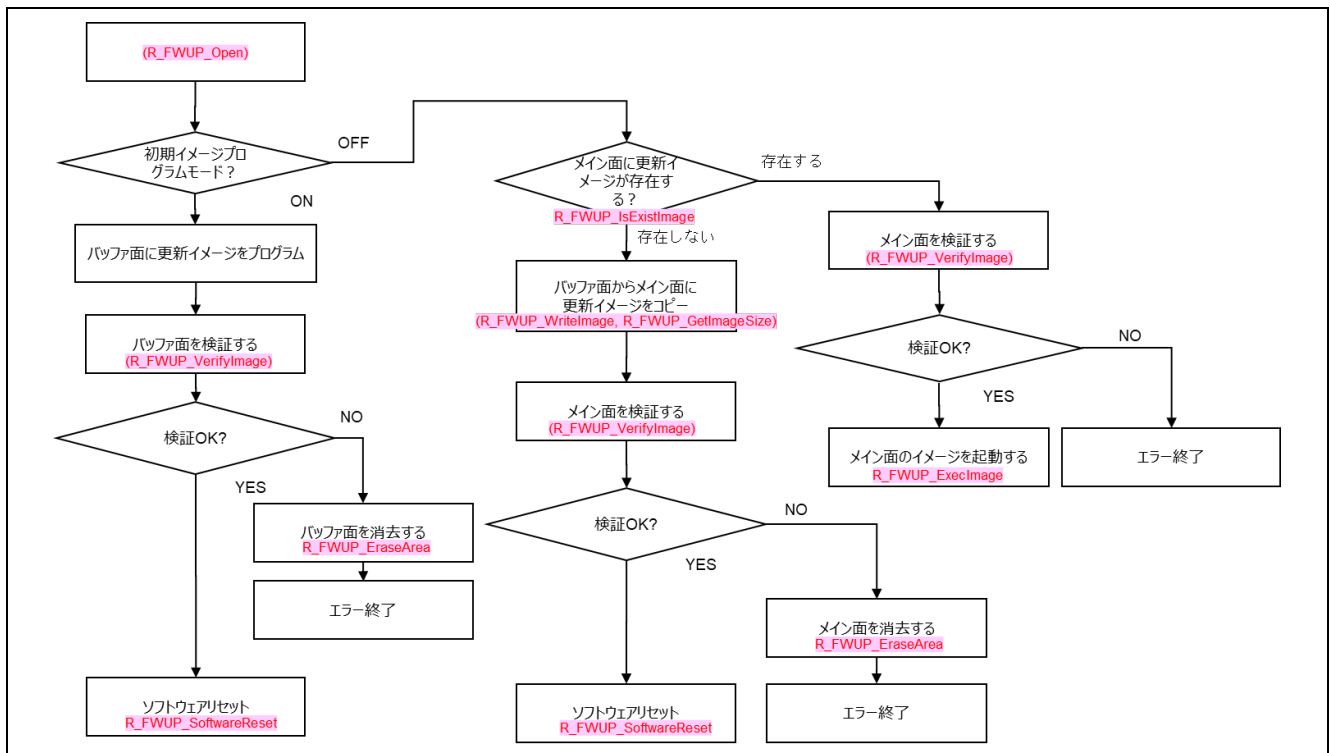 (R_FWUP_Open)
初期イメージプロ
グラムモード？
OFF
ON
バッファ面に更新イメージをプログラム
バッファ面を検証する
(R_FWUP_VerifyImage)
検証OK?
NO
YES
バッファ面を消去する
R_FWUP_EraseArea
エラー終了
ソフトウェアリセット
R_FWUP_SoftwareReset
メイン面に更新イ
メージが存在す
る？
R_FWUP_IsExistImage
存在する
存在しない
バッファ面からメイン面に
更新イメージをコピー
(R_FWUP_WriteImage, R_FWUP_GetImageSize)
メイン面を検証する
(R_FWUP_VerifyImage)
検証OK?
NO
YES
メイン面を消去する
R_FWUP_EraseArea
エラー終了
ソフトウェアリセット
R_FWUP_SoftwareReset
メイン面を検証する
(R_FWUP_VerifyImage)
検証OK?
NO
YES
メイン面のイメージを起動する
R_FWUP_ExecImage
エラー終了